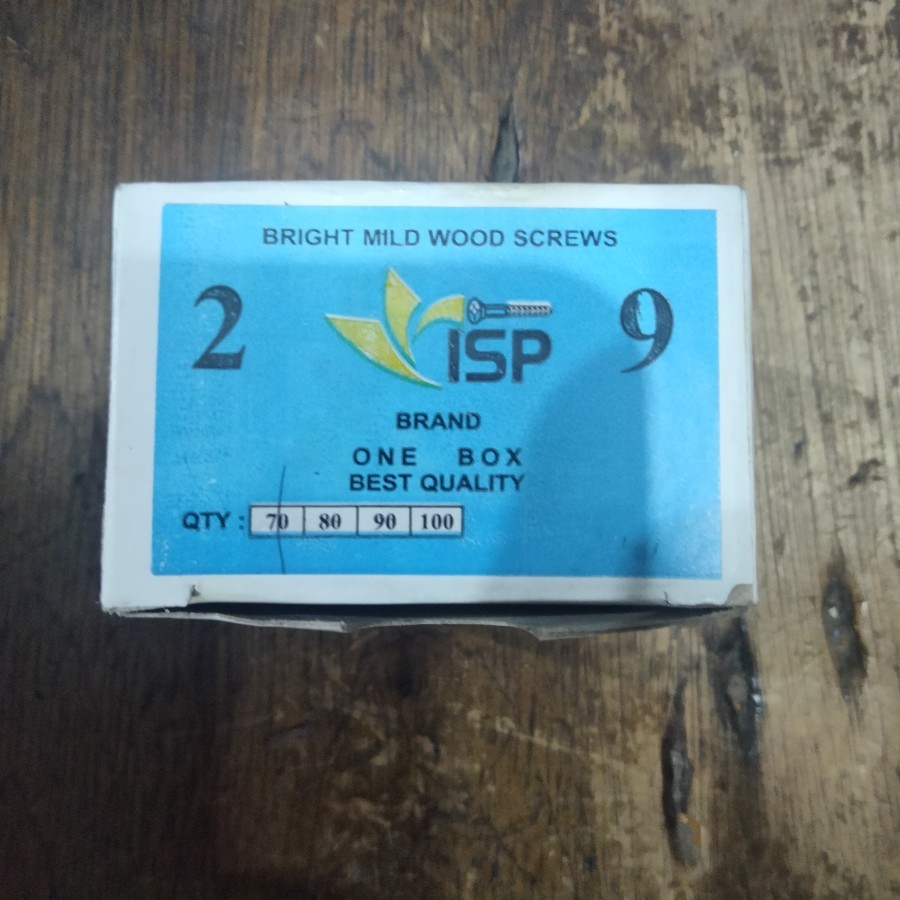 BRIGHT MILD WOOD SCREWS
2 9
ISP
BRAND
ONE BOX
BEST QUALITY
QTY : 70 80 90 100